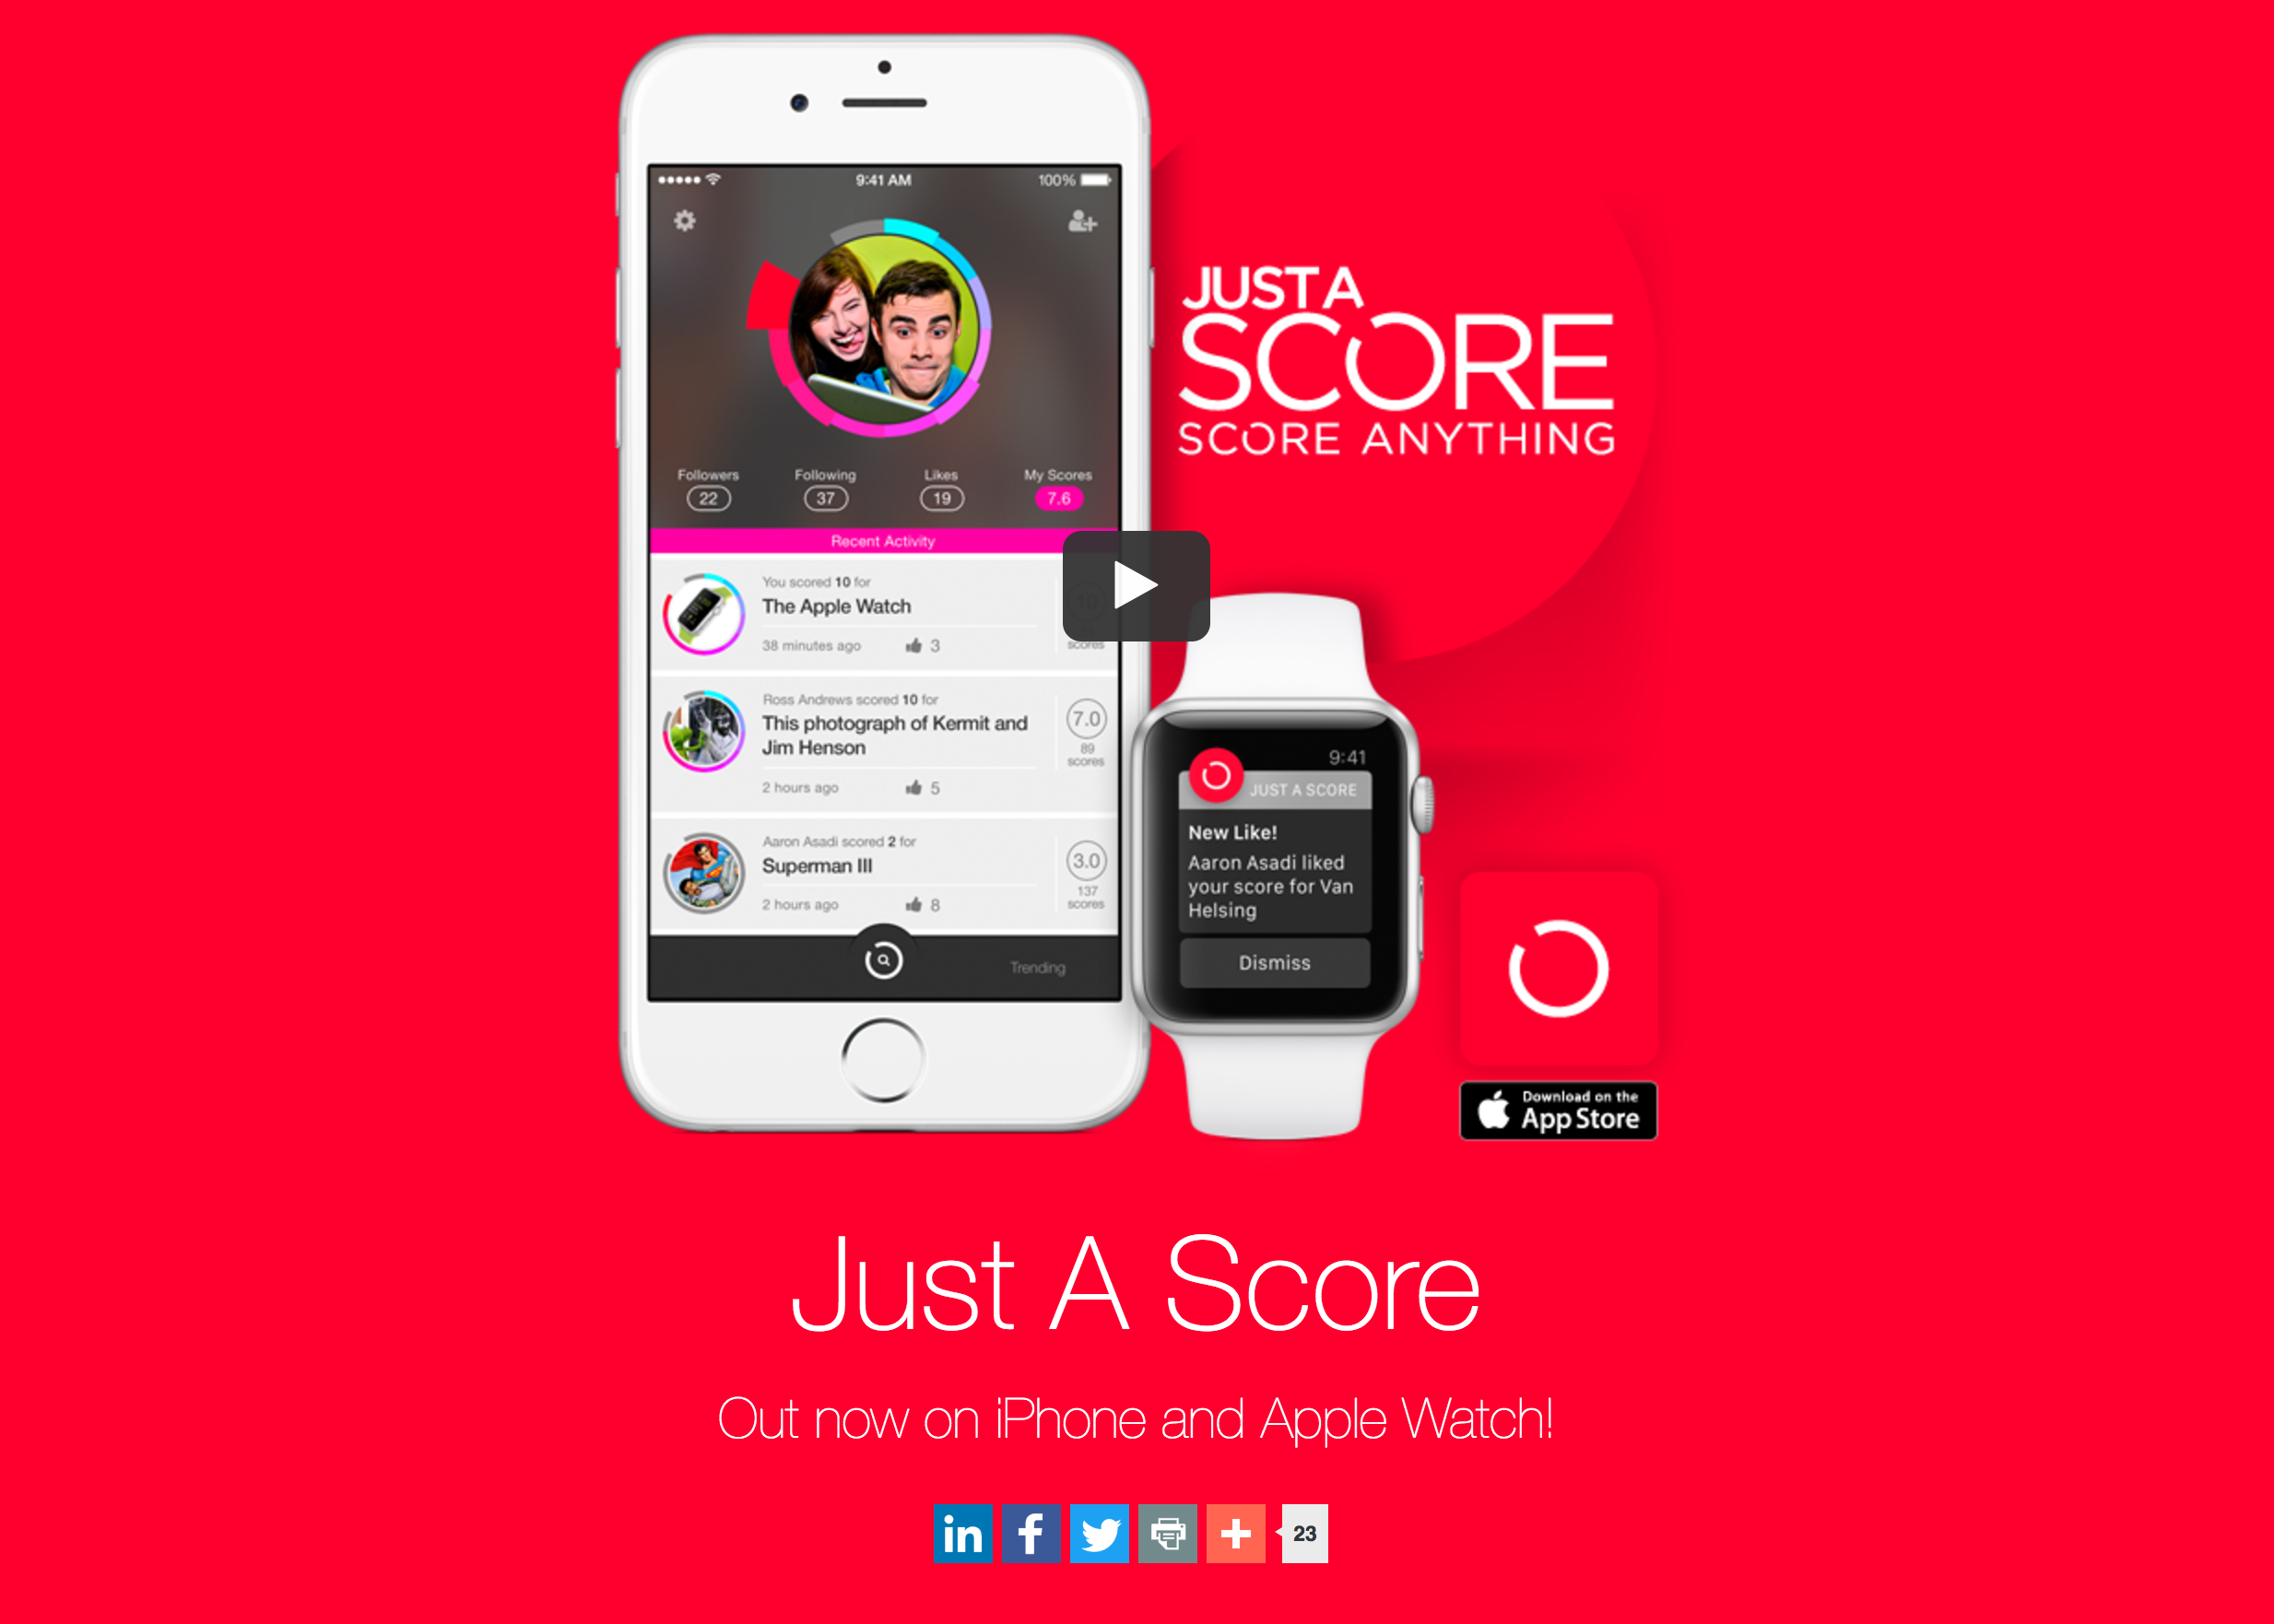 9:41 AM
100%
JUST A
SCORE
SCORE ANYTHING
Followers
Following
Likes
My Scores
22
37
19
7.6
Recent Activity
You scored 10 for
The Apple Watch
38 minutes ago
3
10
scores
Ross Andrews scored 10 for
This photograph of Kermit and
Jim Henson
2 hours ago
5
7.0
89
scores
Aaron Asadi scored 2 for
Superman III
2 hours ago
8
3.0
137
scores
Trending
9:41
JUST A SCORE
New Like!
Aaron Asadi liked
your score for Van
Helsing
Dismiss
Download on the
App Store
Just A Score
Out now on iPhone and Apple Watch!
in
f
23